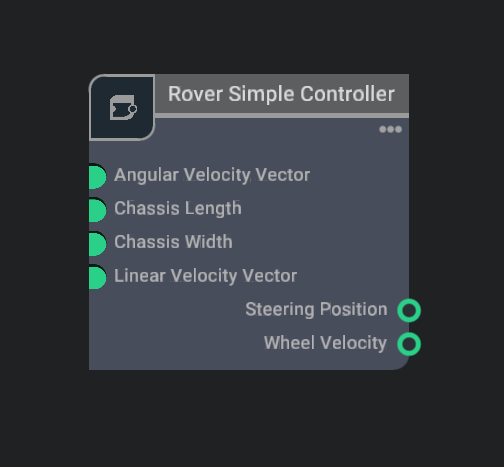 Rover Simple Controller
Angular Velocity Vector
Chassis Length
Chassis Width
Linear Velocity Vector
Steering Position
Wheel Velocity